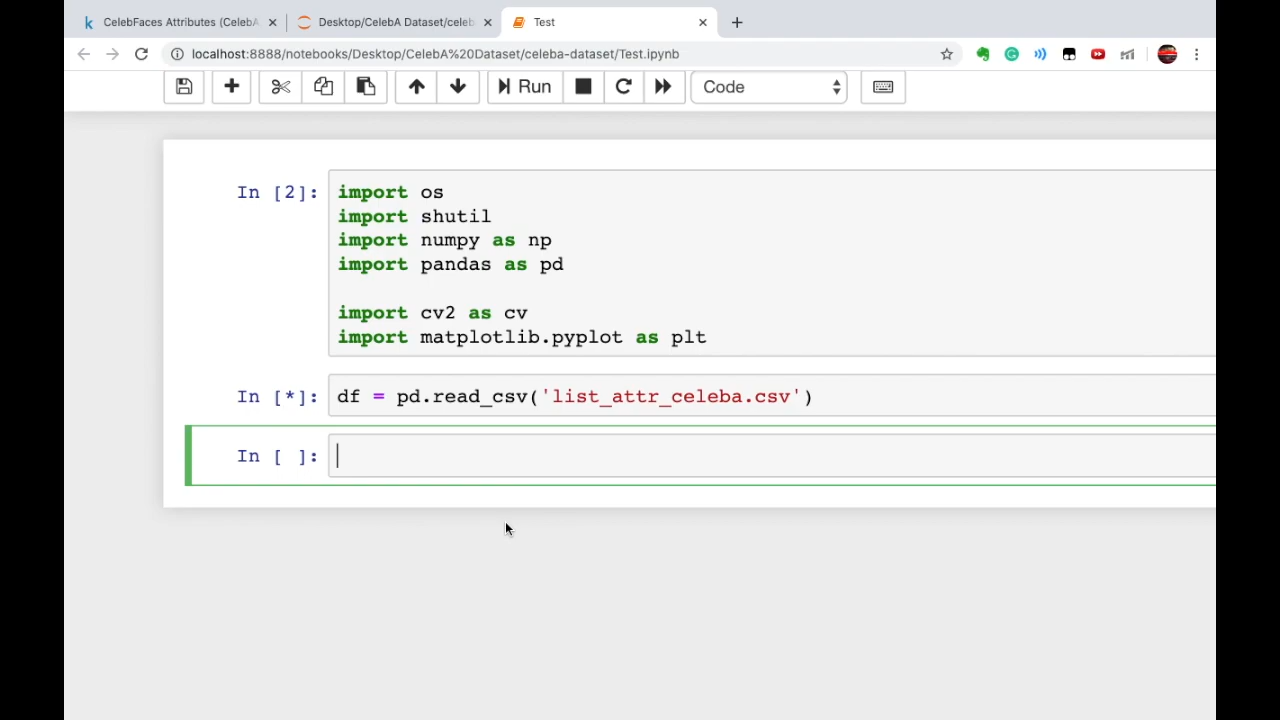 CelebFaces Attributes (CelebA
Desktop/CelebA Dataset/celeb
Test
localhost:8888/notebooks/Desktop/CelebA%20Dataset/celeba-dataset/Test.ipynb
Run
Code
In [2]:
import os
import shutil
import numpy as np
import pandas as pd
import cv2 as cv
import matplotlib.pyplot as plt
In [*]:
df = pd.read_csv('list_attr_celeba.csv')
In [ ]: